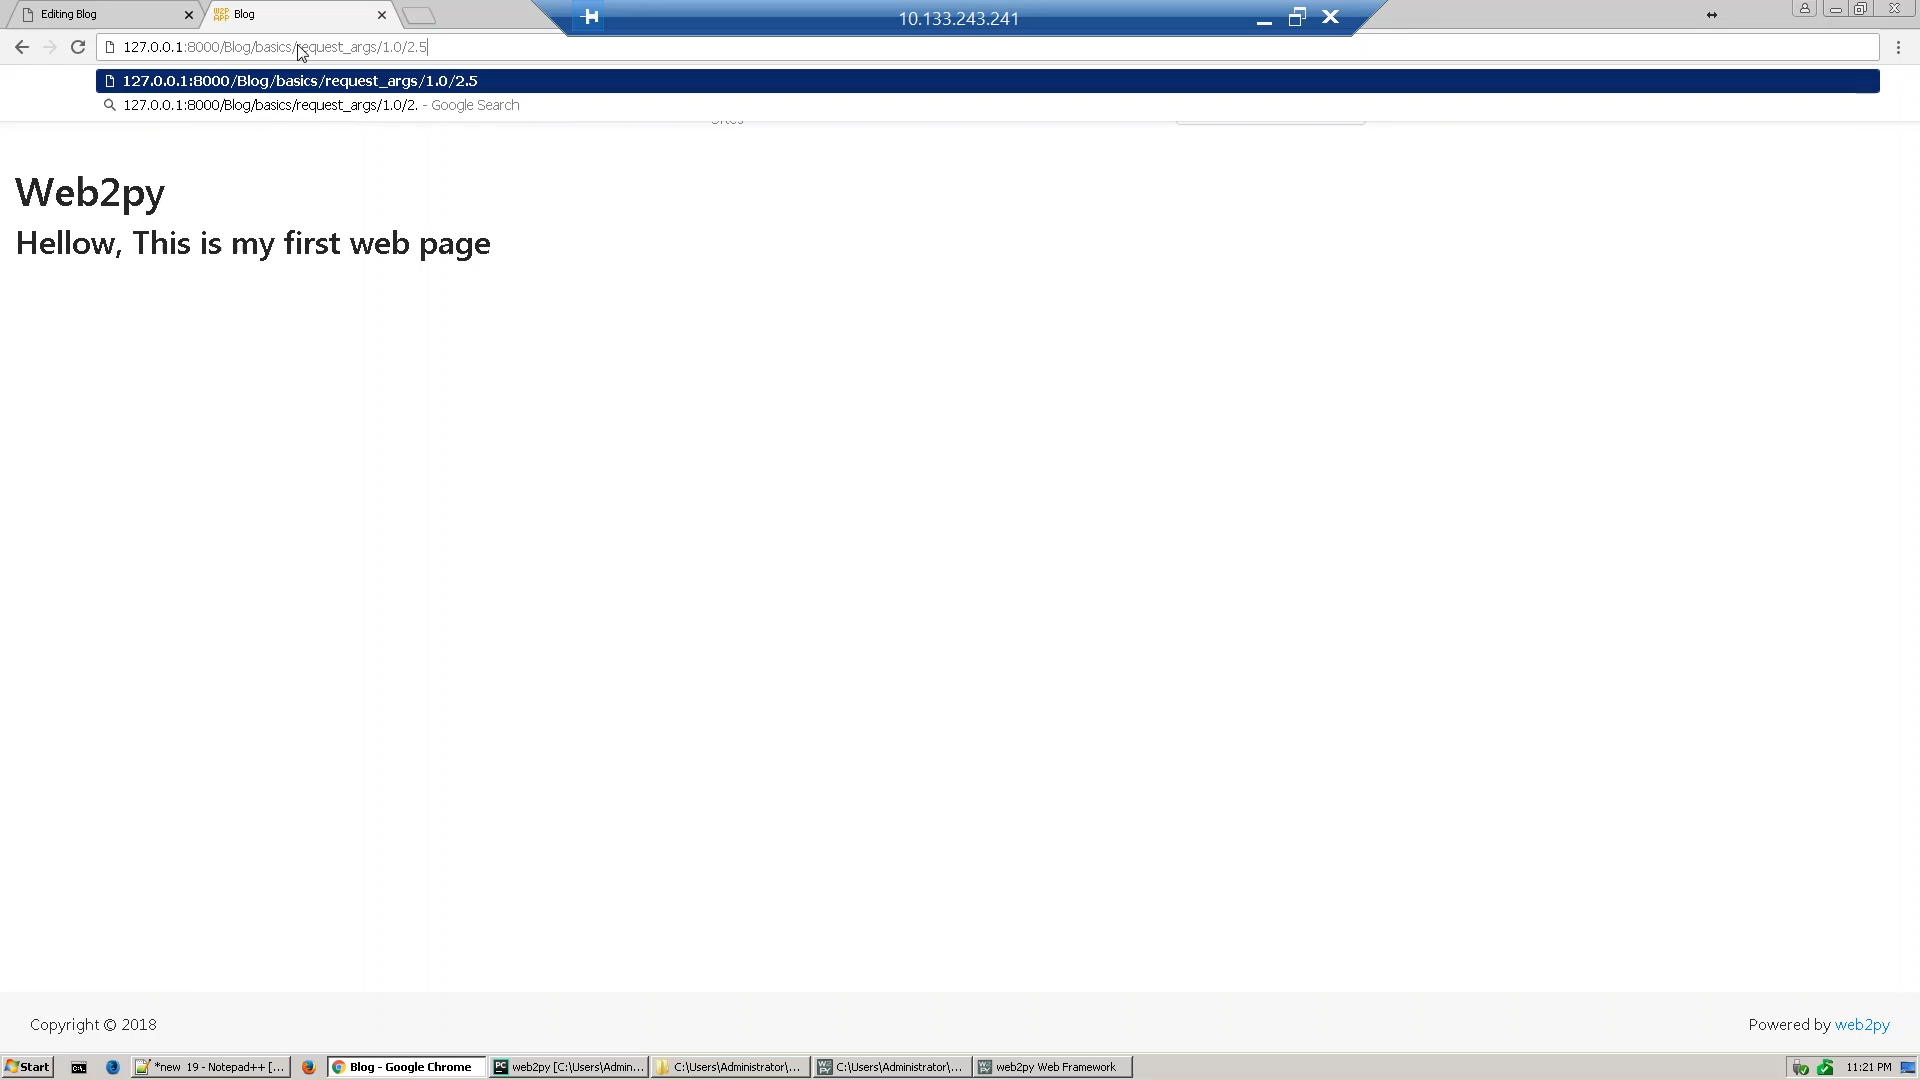 Editing Blog
Blog
10.133.243.241
127.0.0.1:8000/Blog/basics/request_args/1.0/2.5
127.0.0.1:8000/Blog/basics/request_args/1.0/2.5
127.0.0.1:8000/Blog/basics/request_args/1.0/2. - Google Search
Web2py
Hellow, This is my first web page
Copyright © 2018
Powered by web2py
Start
*new 19 - Notepad++ [...
Blog - Google Chrome
web2py [C:\Users\Admin...
C:\Users\Administrator\...
C:\Users\Administrator\...
web2py Web Framework
11:21 PM